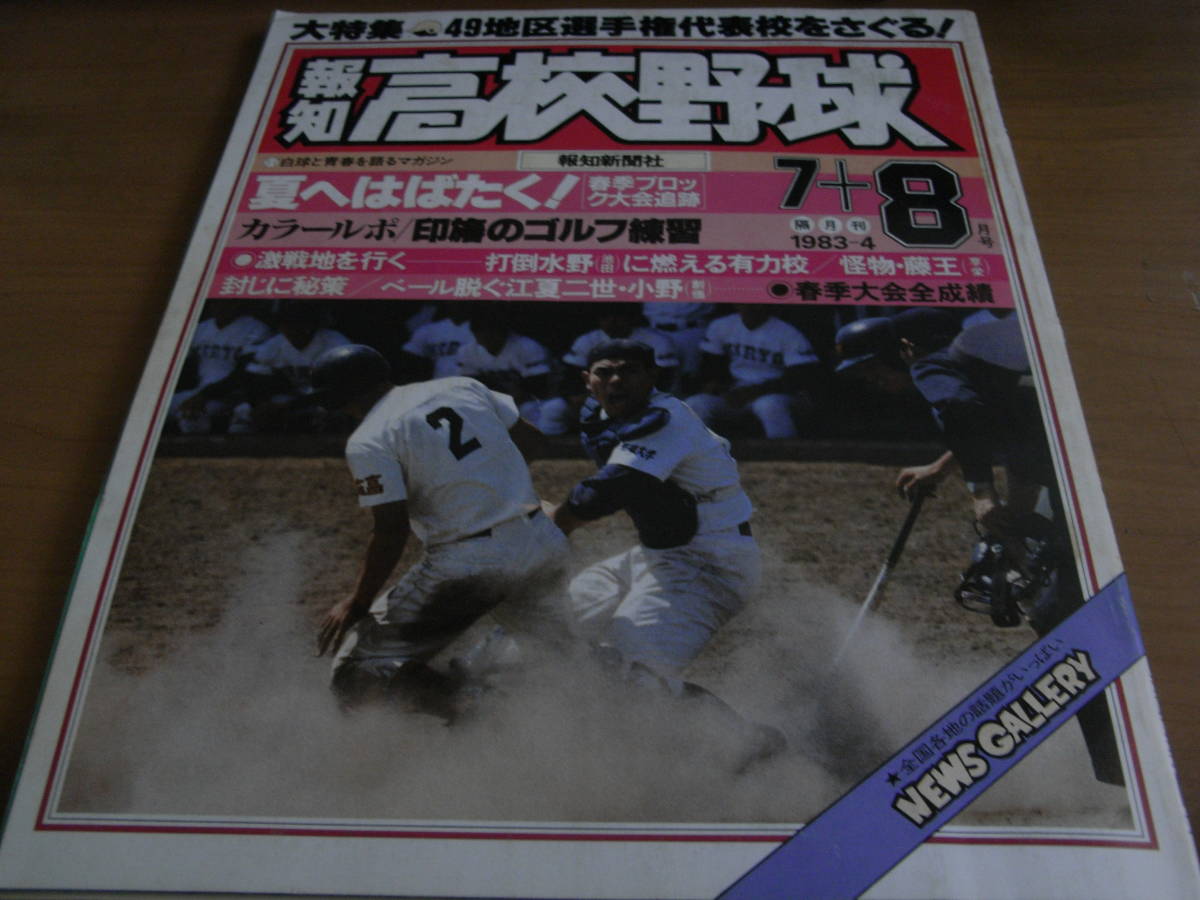 大特集 49地区選手権代表校をさぐる!
報知高校野球
白球と青春を語るマガジン
報知新聞社
7+8月号
隔月刊
1983-4
夏へはばたく!
春季ブロック大会追跡
カラールポ/印旛のゴルフ練習
●激戦地を行く——打倒水野(池田)に燃える有力校/怪物・藤王(享栄)
封じに秘策/ベール脱ぐ江夏二世・小野(創価)………●春季大会全成績
2
★全国各地の話題がいっぱい
NEWS GALLERY